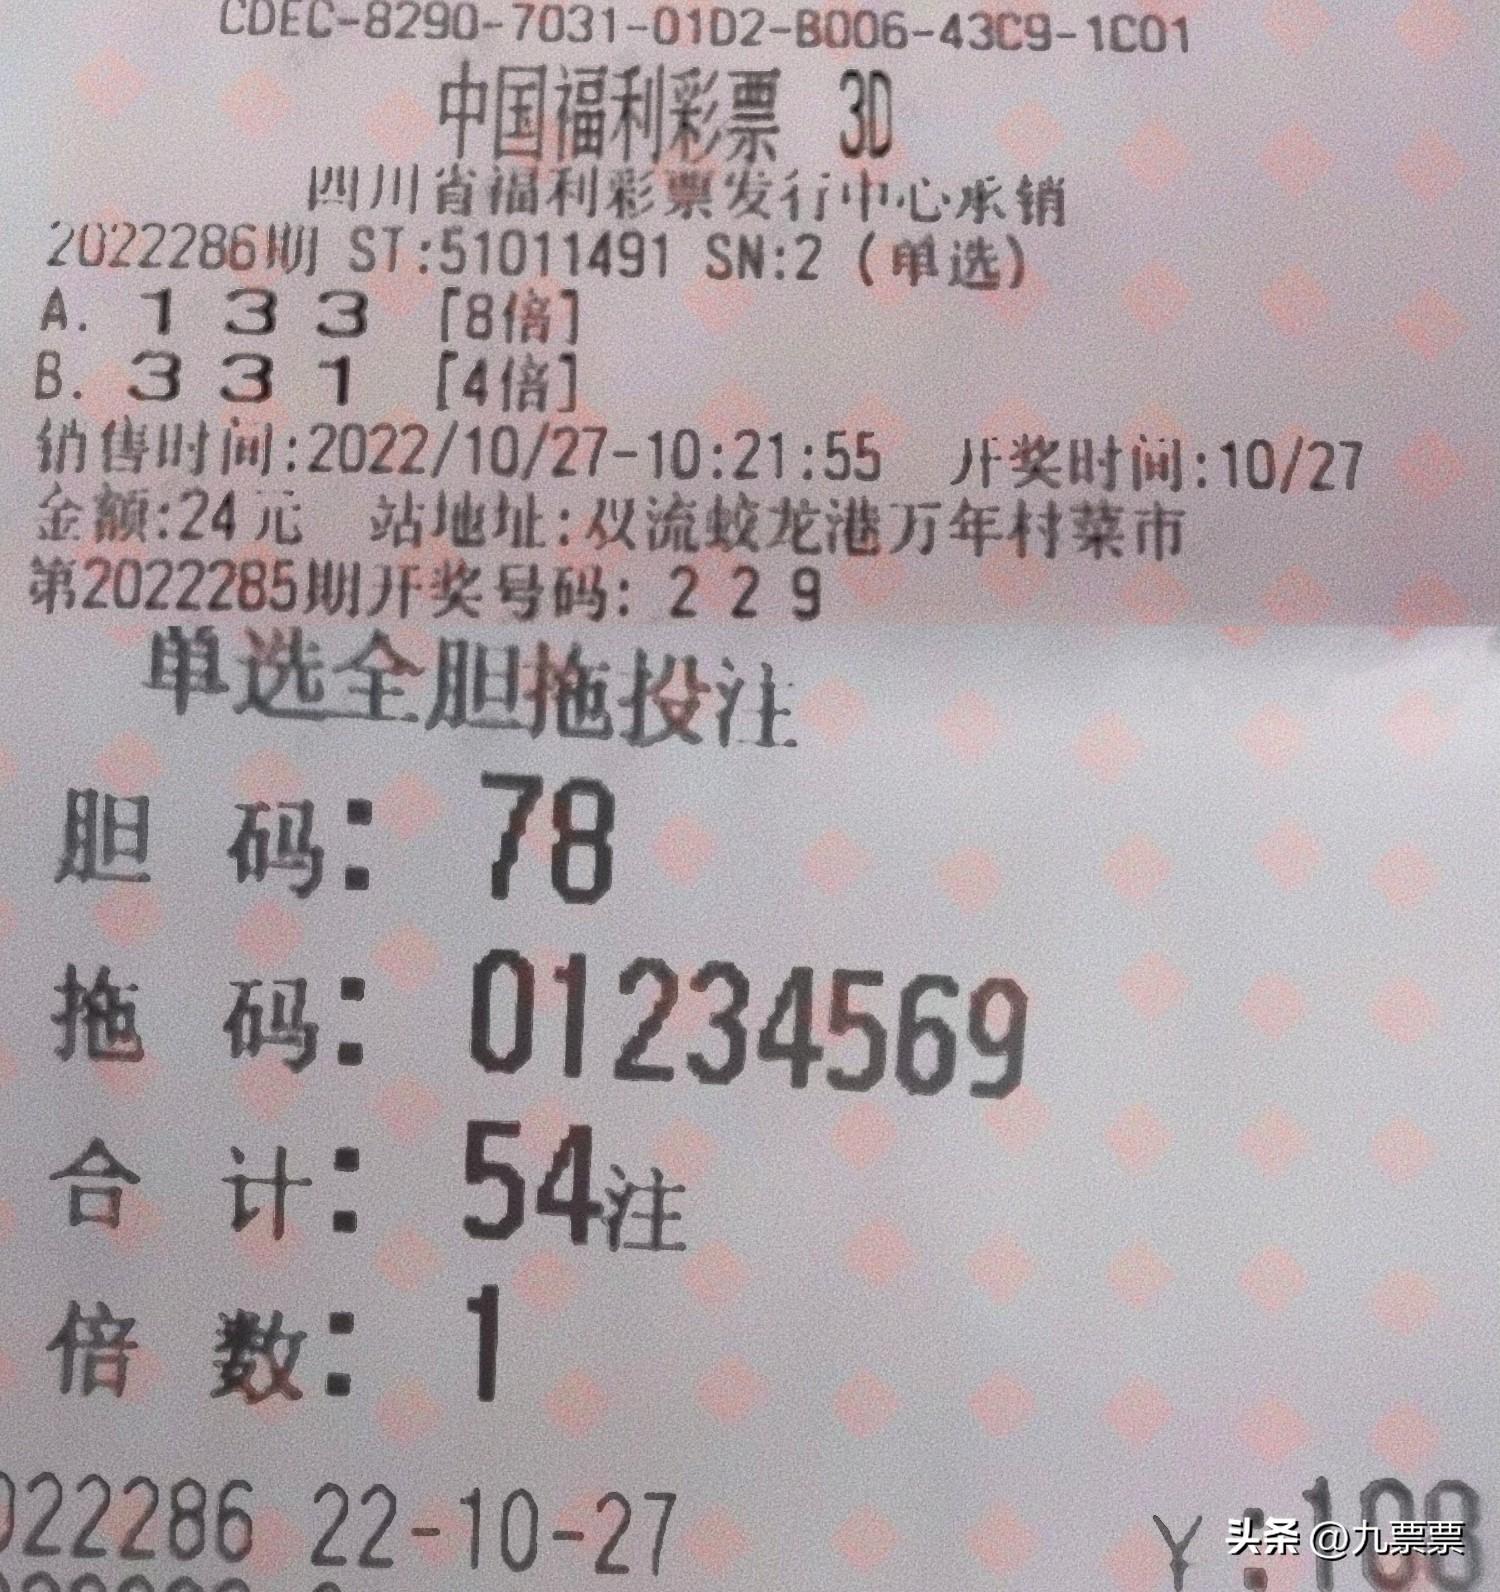 CDEC-8290-7031-01D2-B006-43C9-1C01
中国福利彩票 3D
四川省福利彩票发行中心承销
2022286期 ST:51011491 SN:2 (单选)
A. 1 3 3 [8倍]
B. 3 3 1 [4倍]
销售时间:2022/10/27-10:21:55 开奖时间:10/27
金额:24元 站地址:双流蛟龙港万年村菜市
第2022285期开奖号码: 2 2 9
单选全胆拖投注
胆 码: 78
拖 码: 01234569
合 计: 54注
倍 数: 1
022286 22-10-27 ¥:108
头条 @九票票